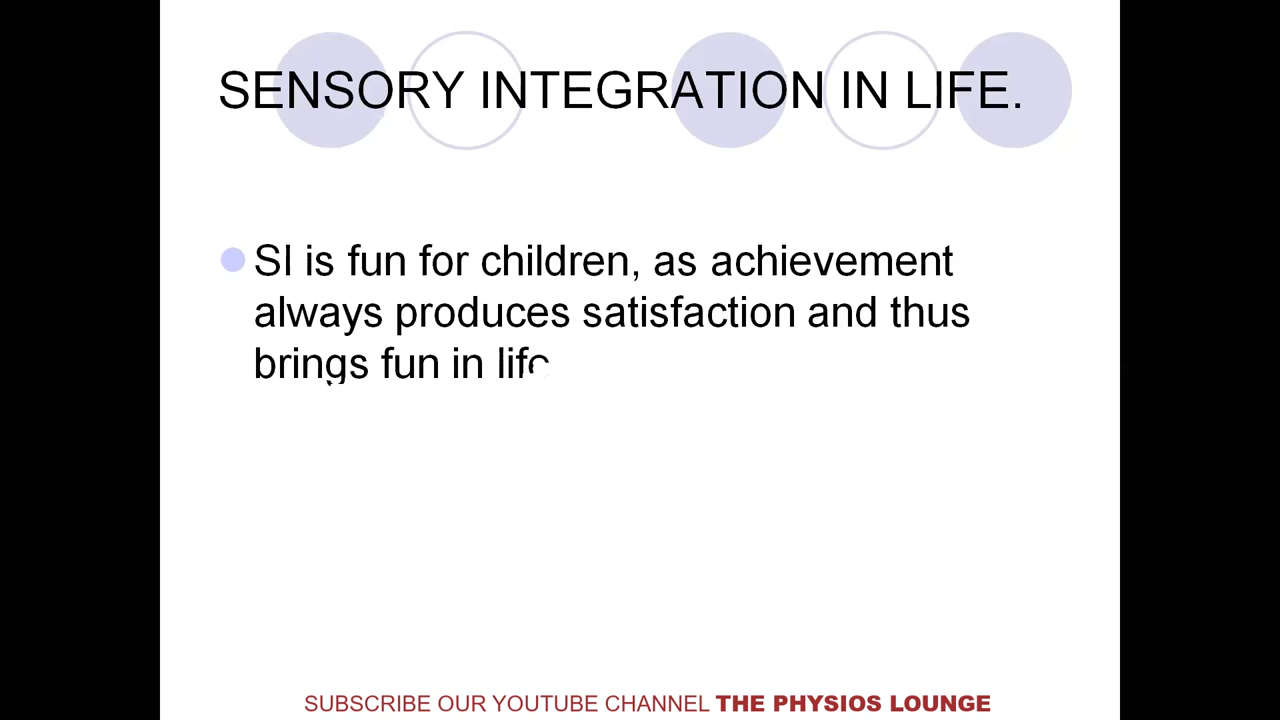 SENSORY INTEGRATION IN LIFE.
SI is fun for children, as achievement
always produces satisfaction and thus
brings fun in life
SUBSCRIBE OUR YOUTUBE CHANNEL THE PHYSIOS LOUNGE